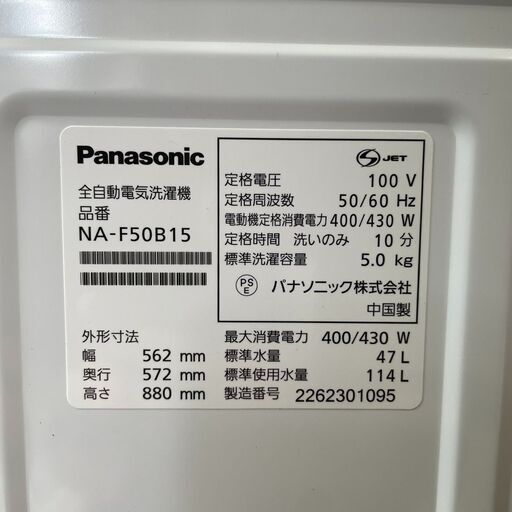 Panasonic
全自動電気洗濯機
品番
NA-F50B15
外形寸法
幅 562 mm
奥行 572 mm
高さ 880 mm
S JET
定格電圧 100 V
定格周波数 50/60 Hz
電動機定格消費電力 400/430 W
定格時間 洗いのみ 10 分
標準洗濯容量 5.0 kg
PS E パナソニック株式会社
中国製
最大消費電力 400/430 W
標準水量 47 L
標準使用水量 114 L
製造番号 2262301095